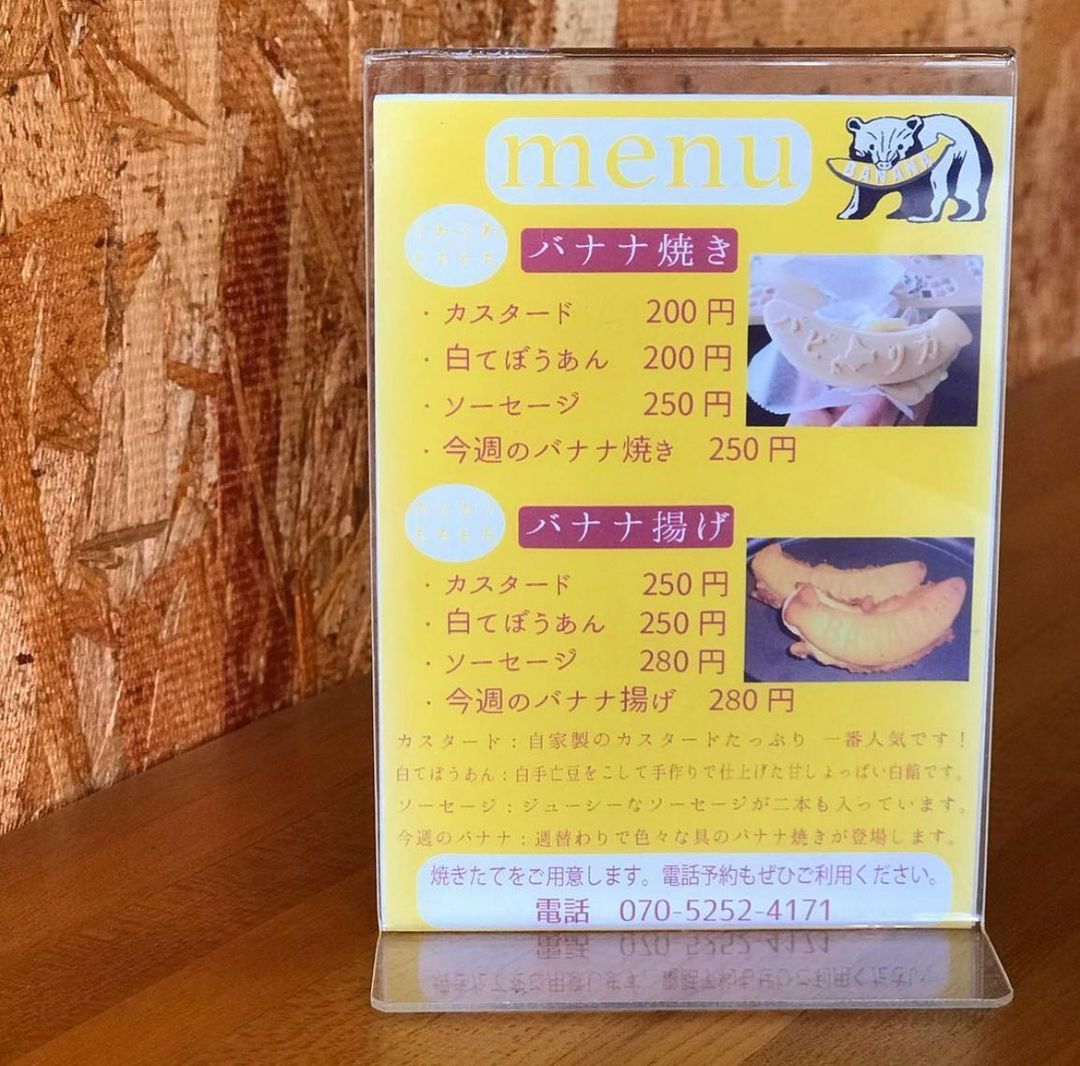 menu
BANANA
バナナ焼き
・カスタード 200円
・白てぼうあん 200円
・ソーセージ 250円
・今週のバナナ焼き 250円
もちもち
バナナ揚げ
・カスタード 250円
・白てぼうあん 250円
・ソーセージ 280円
・今週のバナナ揚げ 280円
BANANA
カスタード：自家製のカスタードたっぷり 一番人気です！
白てぼうあん：白手亡豆をこして手作りで仕上げた甘しょっぱい白餡です。
ソーセージ：ジューシーなソーセージが二本も入っています。
今週のバナナ：週替わりで色々な具のバナナ焼きが登場します。
焼きたてをご用意します。電話予約もぜひご利用ください。
電話 070-5252-4171